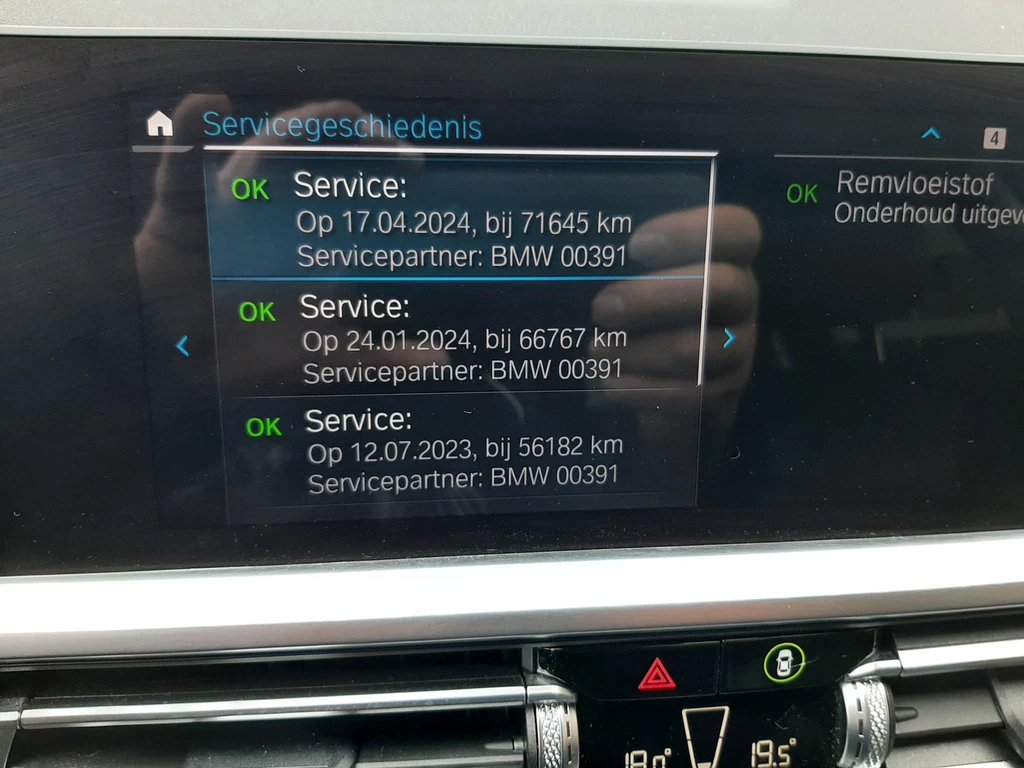 Servicegeschiedenis
4
OK Service:
Op 17.04.2024, bij 71645 km
Servicepartner: BMW 00391
OK Service:
Op 24.01.2024, bij 66767 km
Servicepartner: BMW 00391
OK Service:
Op 12.07.2023, bij 56182 km
Servicepartner: BMW 00391
OK Remvloeistof
Onderhoud
19.5°